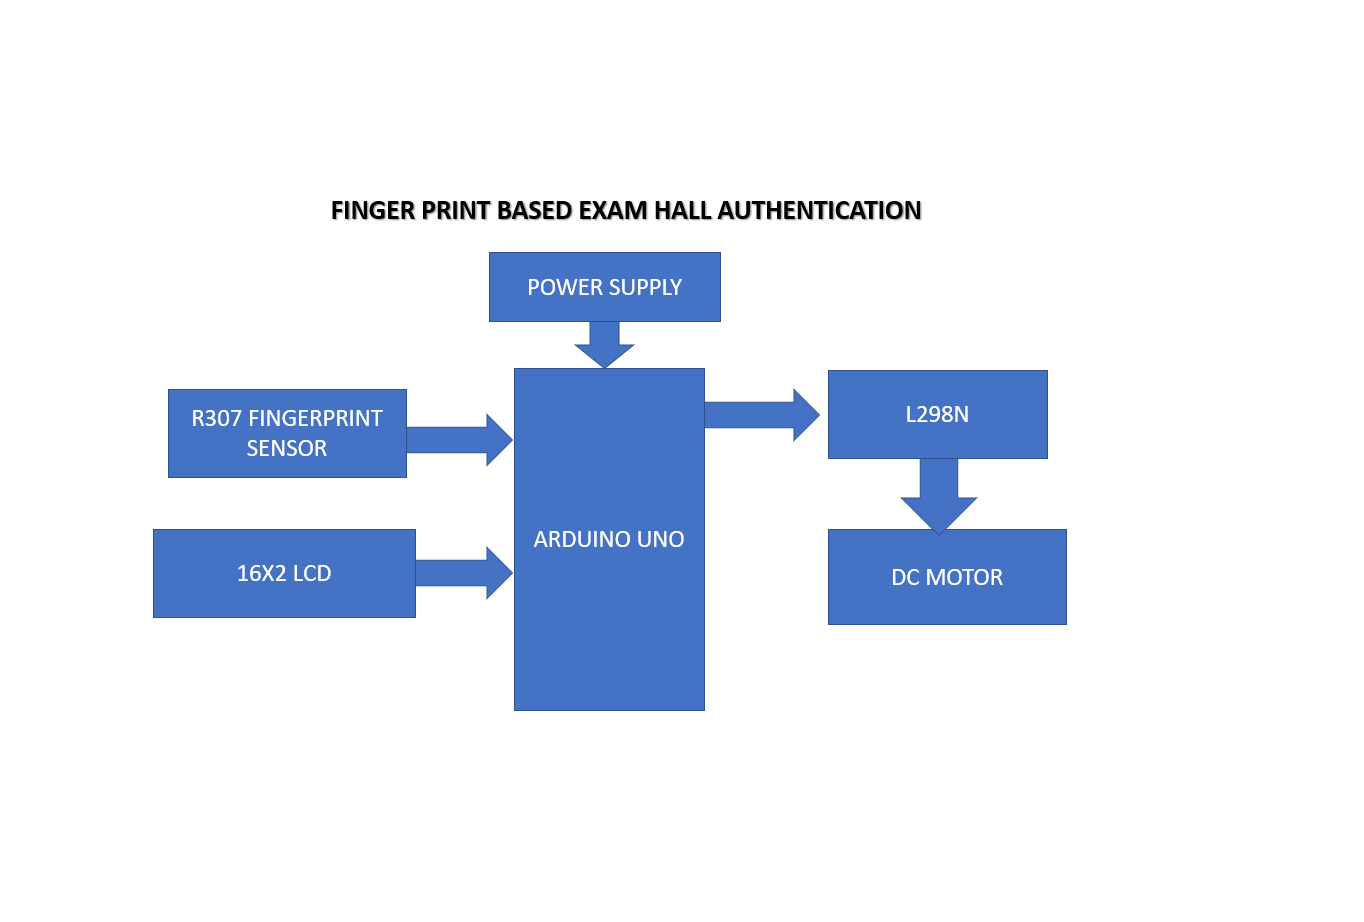 FINGER PRINT BASED EXAM HALL AUTHENTICATION
POWER SUPPLY
R307 FINGERPRINT
SENSOR
16X2 LCD
ARDUINO UNO
L298N
DC MOTOR